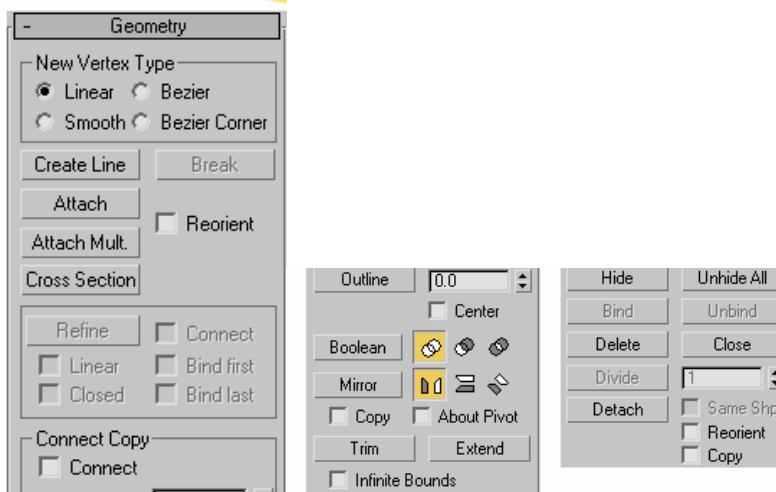 - Geometry
New Vertex Type
Linear Bezier
Smooth Bezier Corner
Create Line Break
Attach
Reorient
Attach Mult.
Cross Section
Refine Connect
Linear Bind first
Closed Bind last
Connect Copy
Connect
Outline 0.0
Center
Boolean
Mirror
Copy About Pivot
Trim Extend
Infinite Bounds
Hide Unhide All
Bind Unbind
Delete Close
Divide 1
Detach Same Shp
Reorient
Copy